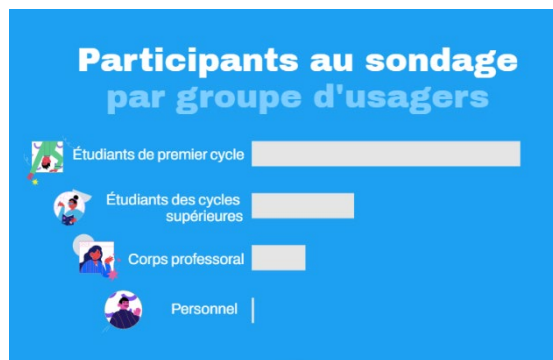 Participants au sondage
par groupe d'usagers
Étudiants de premier cycle
Étudiants des cycles
supérieures
Corps professoral
Personnel